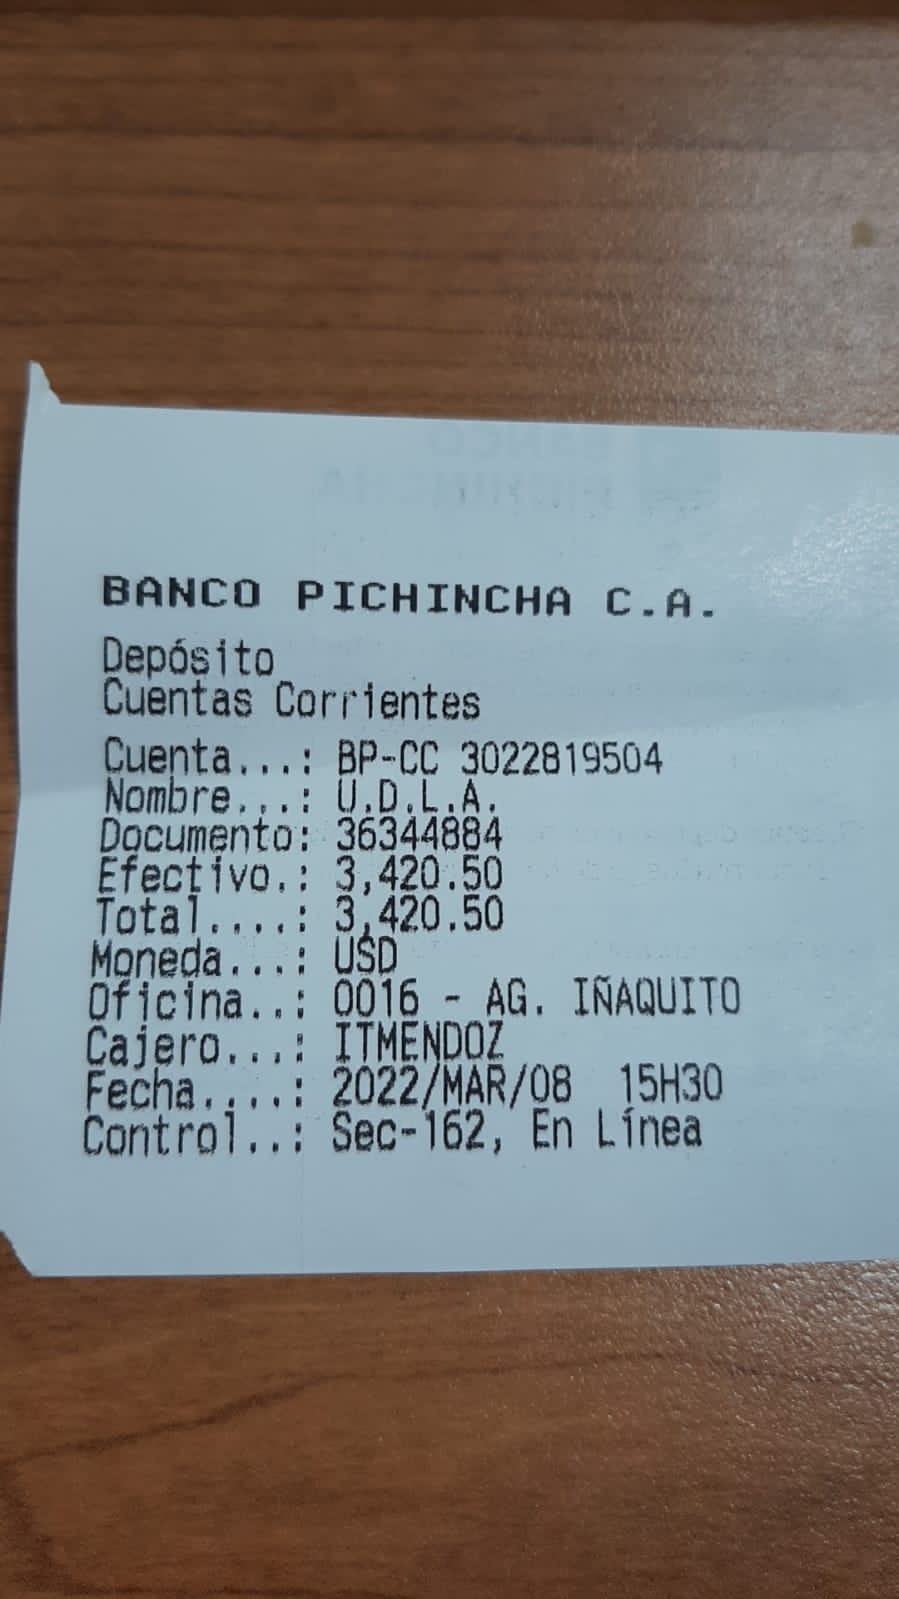 BANCO PICHINCHA C.A.
Depósito
Cuentas Corrientes
Cuenta...: BP-CC 3022819504
Nombre...: U.D.L.A.
Documento: 36344884
Efectivo.: 3,420.50
Total....: 3,420.50
Moneda...: USD
Oficina..: 0016 - AG. IÑAQUITO
Cajero...: ITMENDOZ
Fecha....: 2022/MAR/08 15H30
Control..: Sec-162, En Línea